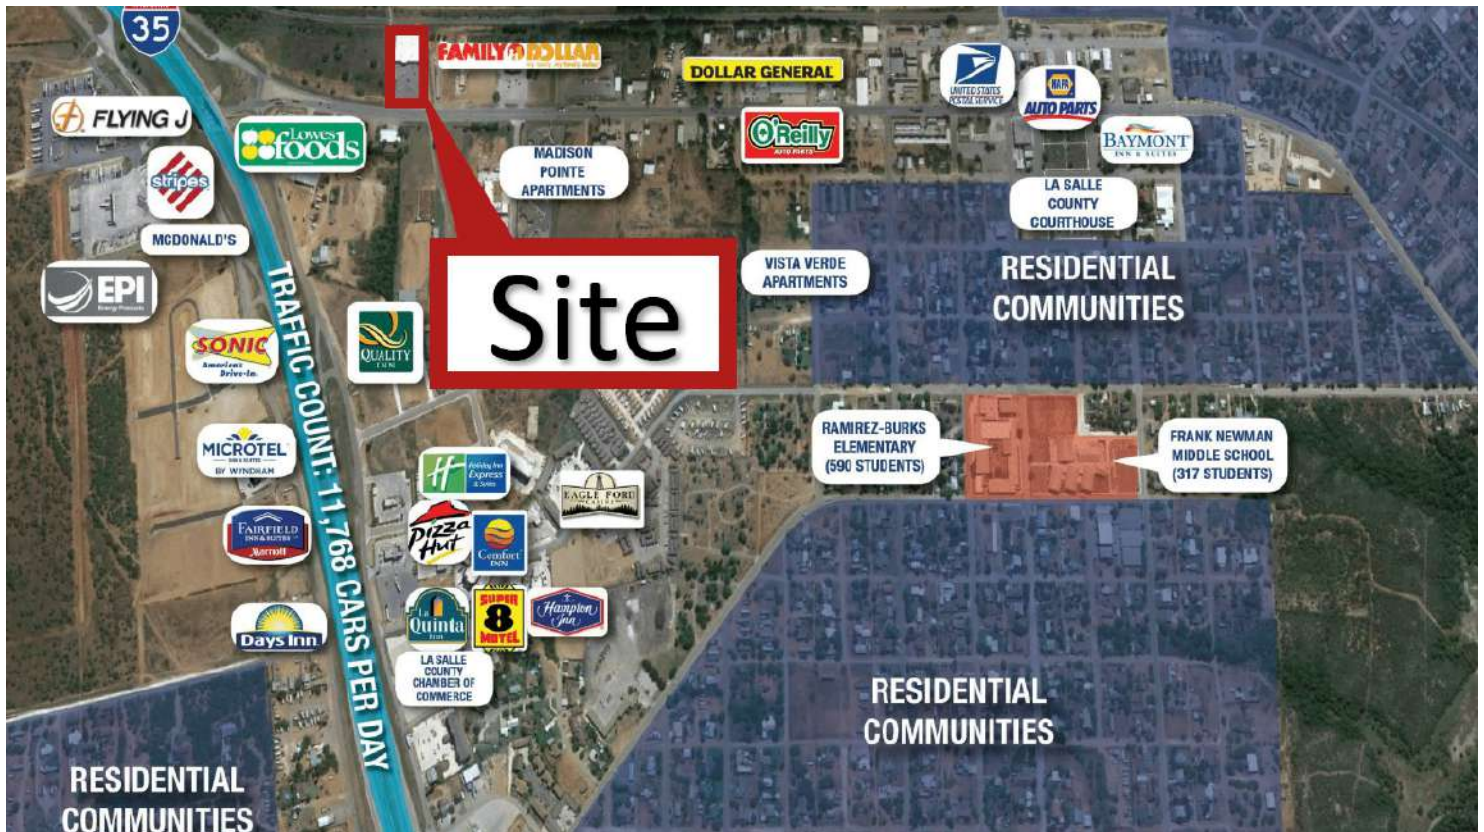 35
FAMILY DOLLAR
DOLLAR GENERAL
UNITED STATES
POSTAL SERVICE
NAPA
AUTO PARTS
FLYING J
Lowes
foods
O'Reilly
AUTO PARTS
BAYMONT
INN & SUITES
stripes
MADISON
POINTE
APARTMENTS
LA SALLE
COUNTY
COURTHOUSE
MCDONALD'S
EPI
Energy Products
Site
VISTA VERDE
APARTMENTS
RESIDENTIAL
COMMUNITIES
TRAFFIC COUNT: 11,768 CARS PER DAY
SONIC
America's
Drive-In
QUALITY
INN
MICROTEL
BY WYNDHAM
Holiday Inn
Express
& Suites
EAGLE FORD
RAMIREZ-BURKS
ELEMENTARY
(590 STUDENTS)
FRANK NEWMAN
MIDDLE SCHOOL
(317 STUDENTS)
FAIRFIELD
INN & SUITES
Marriott
Pizza
Hut
Comfort
INN
Days Inn
La
Quinta
INN
SUPER
8
MOTEL
Hampton
Inn
LA SALLE
COUNTY
CHAMBER OF
COMMERCE
RESIDENTIAL
COMMUNITIES
RESIDENTIAL
COMMUNITIES